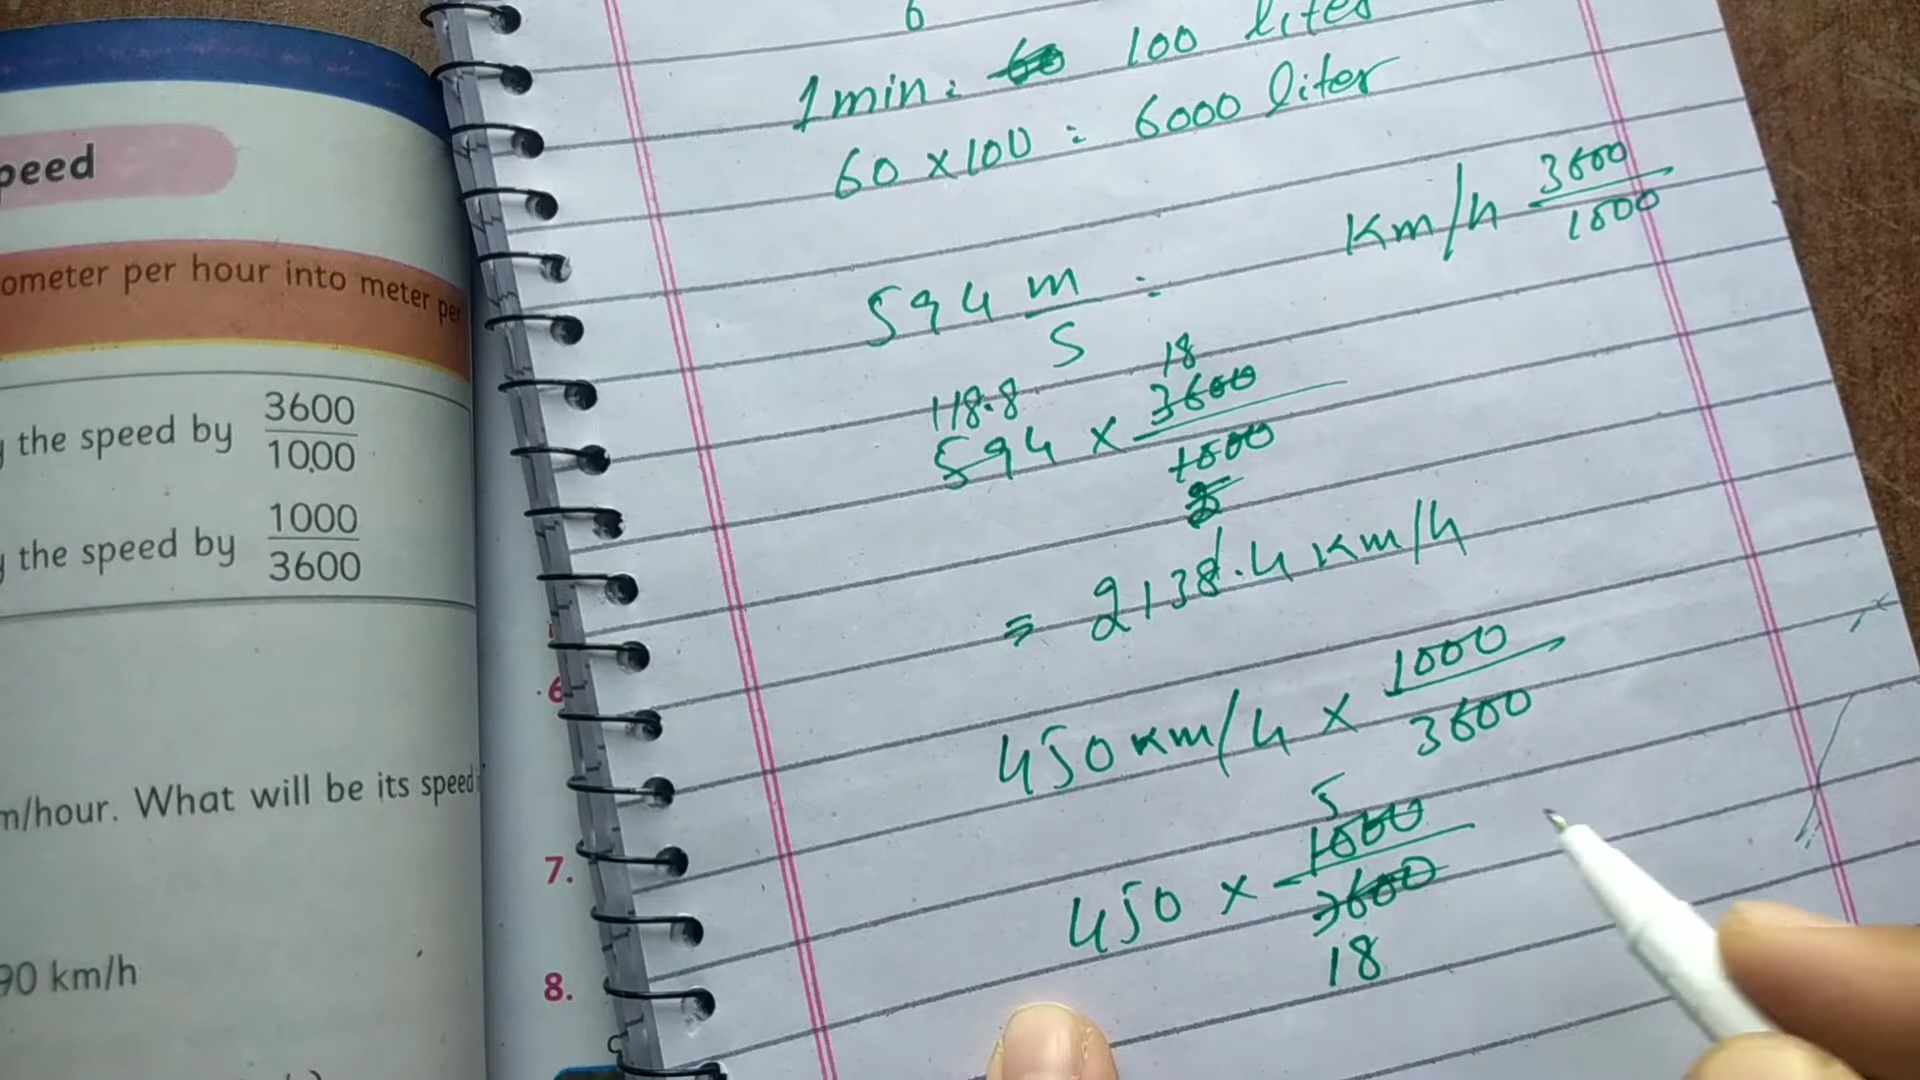 peed
ometer per hour into meter per
the speed by 3600
1000
the speed by 1000
3600
m/hour. What will be its speed
90 km/h
6
7.
8.
6
1 min = 100 liter
60 x 100 = 6000 liter
Km/h 3600
1000
594 m =
S
118.8 18
594 x 3600
1000
5
= 2138.4 Km/h
450 Km/h x 1000
3600
5
450 x 1000
3600
18